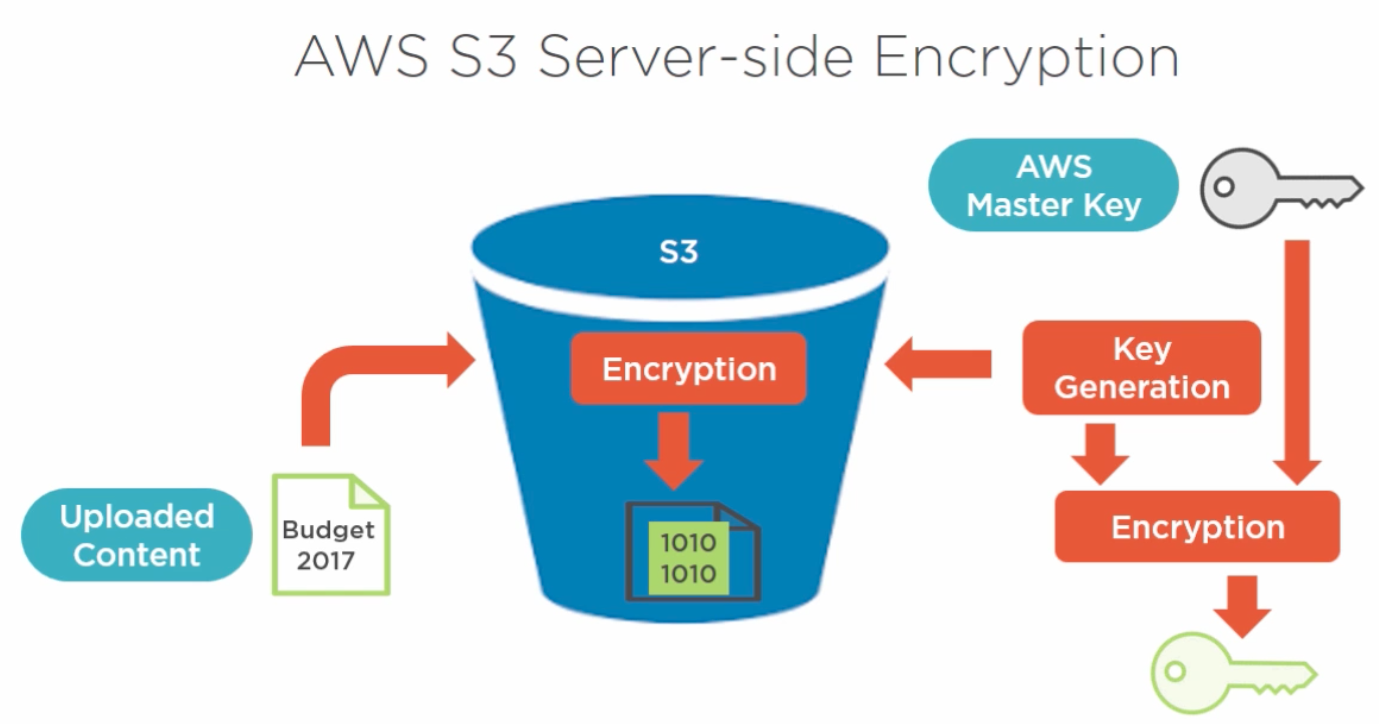 AWS S3 Server-side Encryption
AWS
Master Key
S3
Encryption
Key
Generation
Uploaded
Content
Budget
2017
1010
1010
Encryption